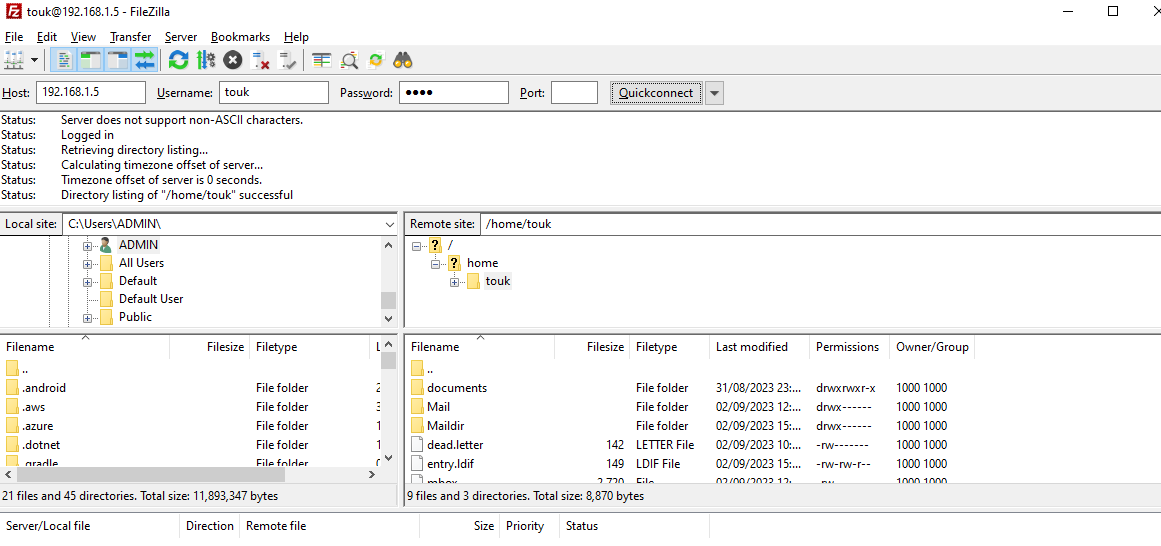 touk@192.168.1.5 - FileZilla
File Edit View Transfer Server Bookmarks Help
Host: 192.168.1.5 Username: touk Password: ●●●● Port: Quickconnect
Status: Server does not support non-ASCII characters.
Status: Logged in
Status: Retrieving directory listing...
Status: Calculating timezone offset of server...
Status: Timezone offset of server is 0 seconds.
Status: Directory listing of "/home/touk" successful
Local site: C:\Users\ADMIN\
ADMIN
All Users
Default
Default User
Public
Remote site: /home/touk
/
home
touk
Filename Filesize Filetype L
..
.android File folder 2
.aws File folder 3
.azure File folder 1
.dotnet File folder 1
.gradle File folder
21 files and 45 directories. Total size: 11,893,347 bytes
Filename Filesize Filetype Last modified Permissions Owner/Group
..
documents File folder 31/08/2023 23:... drwxrwxr-x 1000 1000
Mail File folder 02/09/2023 12:... drwx------ 1000 1000
Maildir File folder 02/09/2023 15:... drwx------ 1000 1000
dead.letter 142 LETTER File 02/09/2023 10:... -rw------- 1000 1000
entry.ldif 149 LDIF File 02/09/2023 15:... -rw-rw-r-- 1000 1000
mbox 2,720 File 02/09/2023 12:... 1000 1000
9 files and 3 directories. Total size: 8,870 bytes
Server/Local file Direction Remote file Size Priority Status